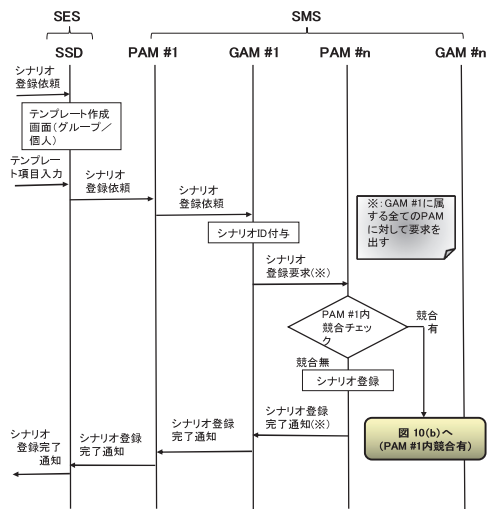 SES
SMS
SSD
PAM #1
GAM #1
PAM #n
GAM #n
シナリオ
登録依頼
テンプレート作成
画面(グループ/
個人)
テンプレー
ト項目入力
シナリオ
登録依頼
シナリオ
登録依頼
シナリオID付与
※:GAM #1に属
する全てのPAM
に対して要求を
出す
シナリオ
登録要求(※)
PAM #1内
競合チェッ
ク
競合
有
競合無
シナリオ登録
シナリオ登録
完了通知(※)
シナリオ登録
完了通知
シナリオ登録
完了通知
シナリオ
登録完了
通知
図 10(b)へ
(PAM #1内競合有)